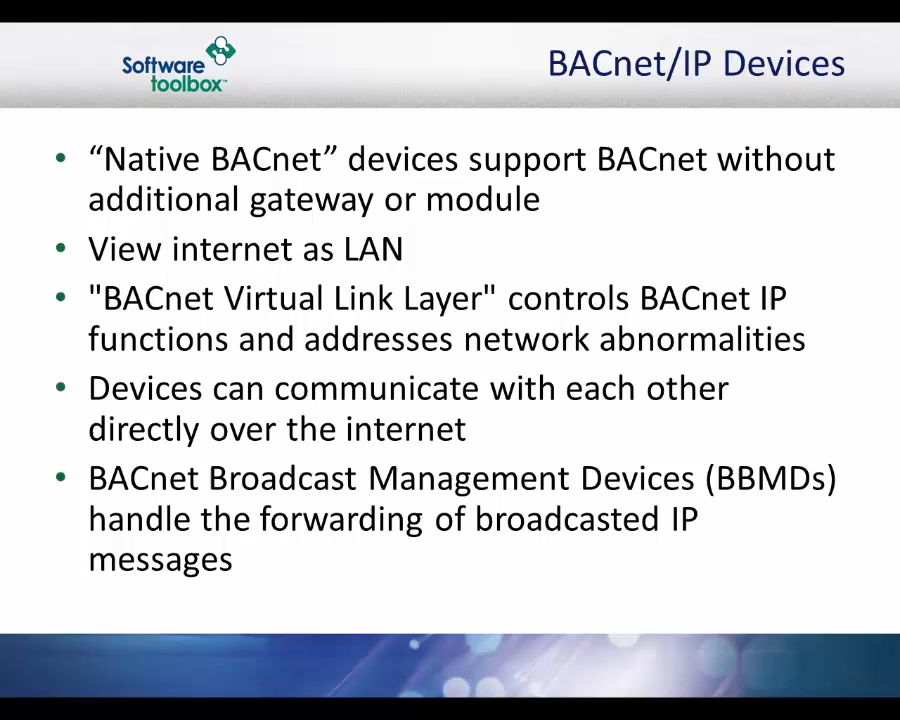 Software
toolbox™
BACnet/IP Devices
• “Native BACnet” devices support BACnet without
additional gateway or module
• View internet as LAN
• "BACnet Virtual Link Layer" controls BACnet IP
functions and addresses network abnormalities
• Devices can communicate with each other
directly over the internet
• BACnet Broadcast Management Devices (BBMDs)
handle the forwarding of broadcasted IP
messages